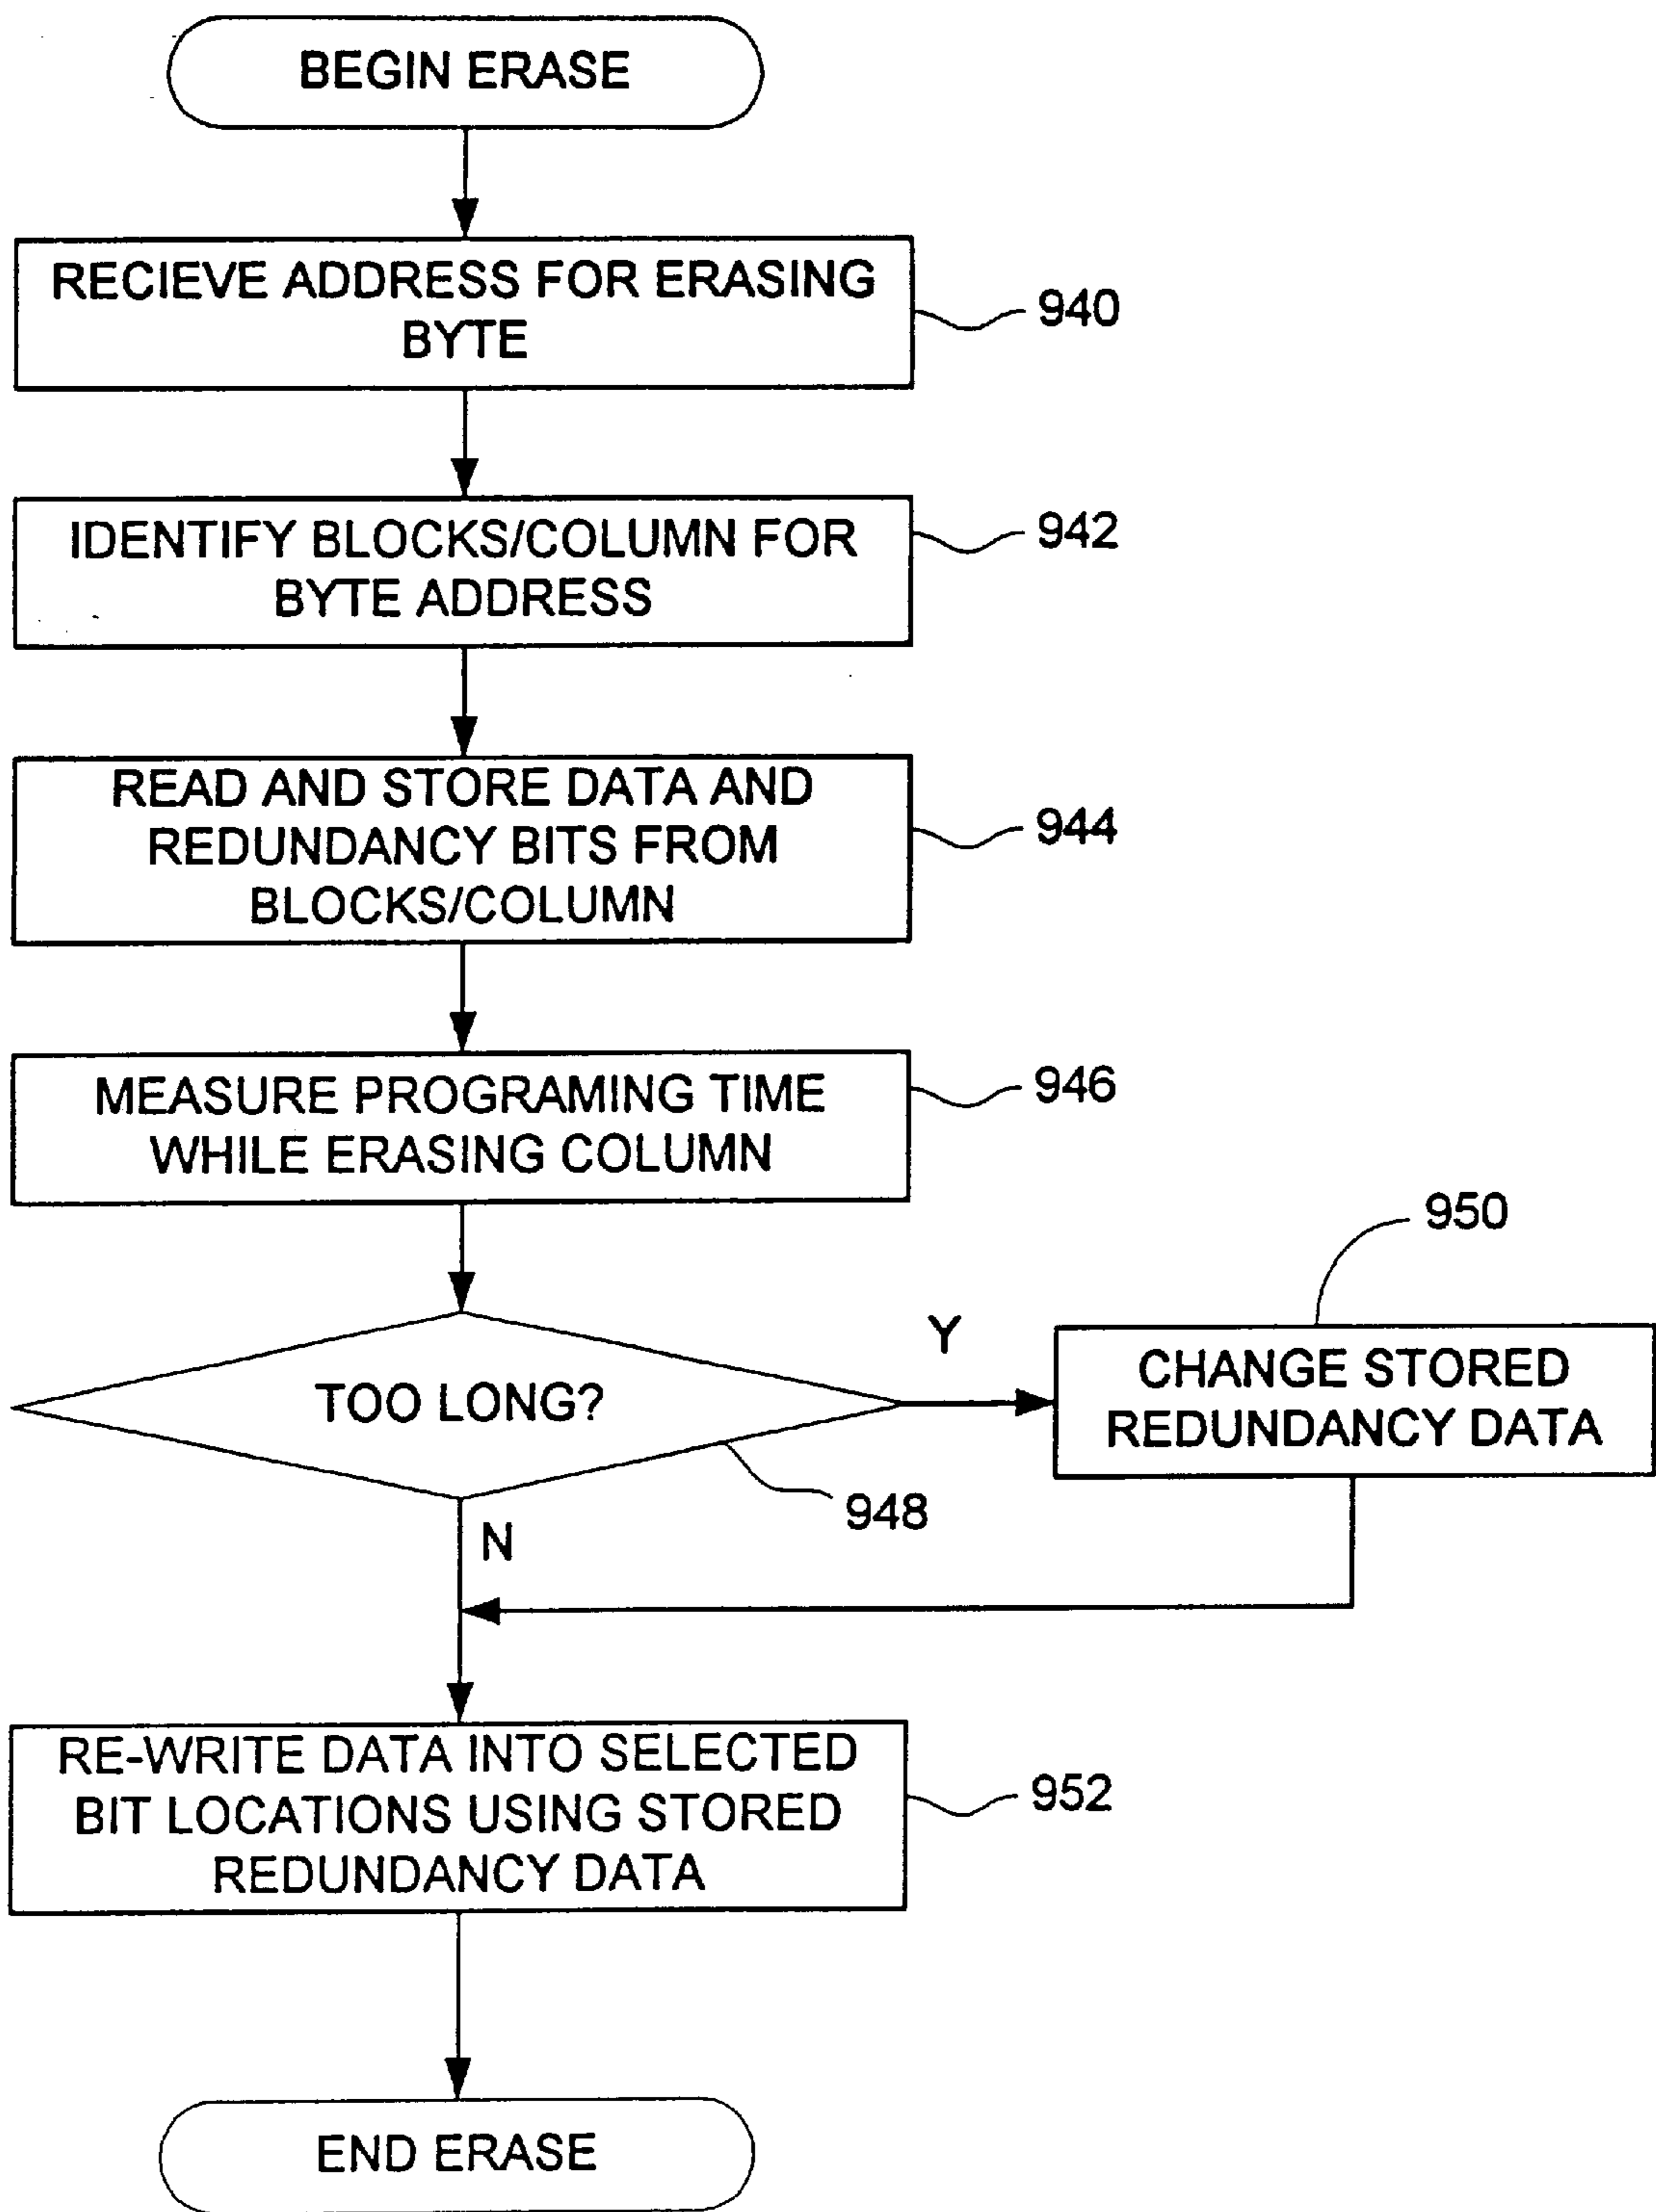 BEGIN ERASE
RECIEVE ADDRESS FOR ERASING
BYTE
940
IDENTIFY BLOCKS/COLUMN FOR
BYTE ADDRESS
942
READ AND STORE DATA AND
REDUNDANCY BITS FROM
BLOCKS/COLUMN
944
MEASURE PROGRAMING TIME
WHILE ERASING COLUMN
946
TOO LONG?
948
Y
N
950
CHANGE STORED
REDUNDANCY DATA
RE-WRITE DATA INTO SELECTED
BIT LOCATIONS USING STORED
REDUNDANCY DATA
952
END ERASE